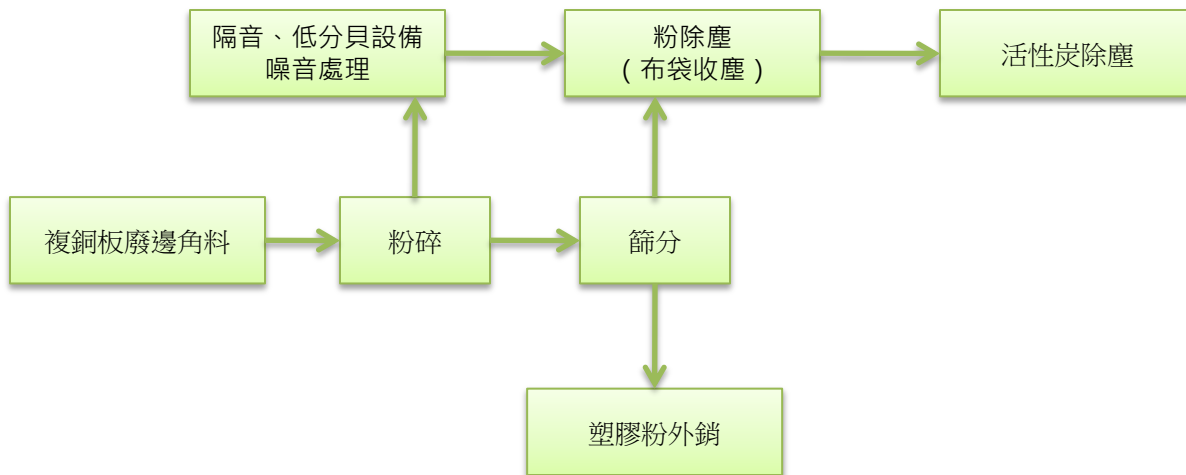 隔音、低分貝設備
噪音處理
粉除塵
（布袋收塵）
活性炭除塵
複銅板廢邊角料
粉碎
篩分
塑膠粉外銷